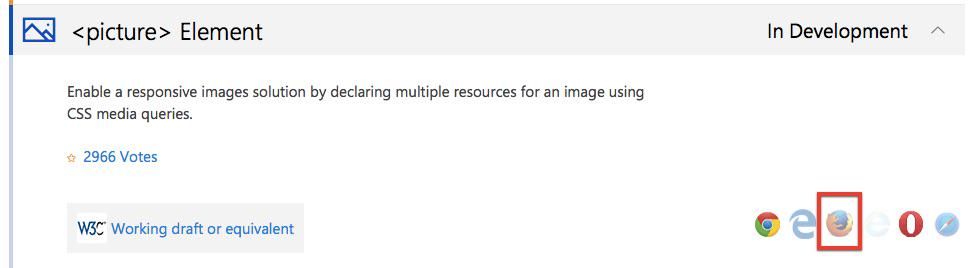 <picture> Element
In Development
Enable a responsive images solution by declaring multiple resources for an image using
CSS media queries.
2966 Votes
W3C Working draft or equivalent